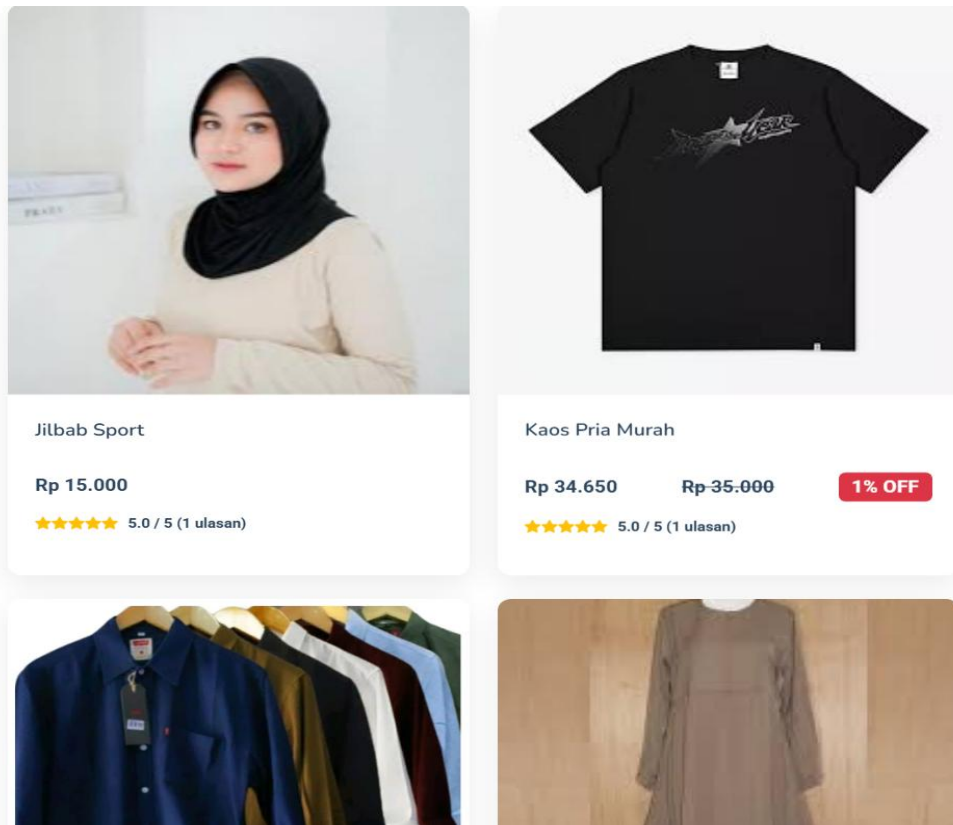 Jilbab Sport
Rp 15.000
5.0 / 5 (1 ulasan)
Kaos Pria Murah
Rp 34.650 Rp 35.000 1% OFF
5.0 / 5 (1 ulasan)